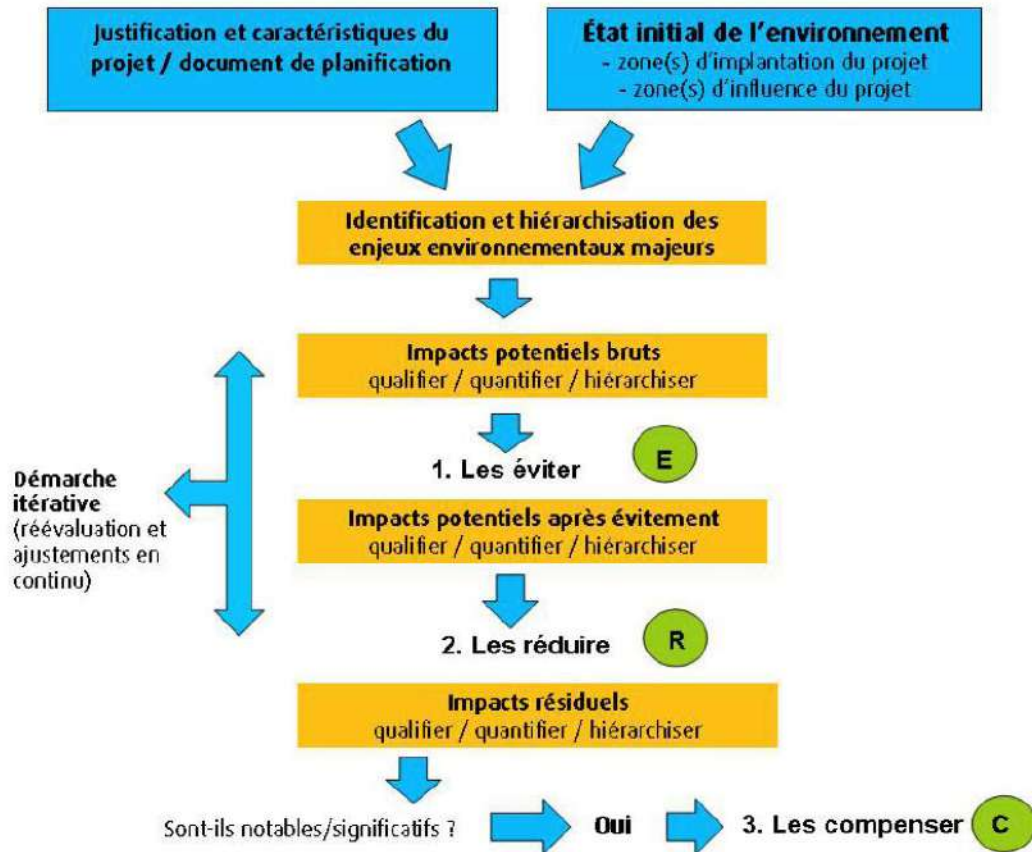 Justification et caractéristiques du
projet / document de planification
État initial de l'environnement
- zone(s) d'implantation du projet
- zone(s) d'influence du projet
Identification et hiérarchisation des
enjeux environnementaux majeurs
Impacts potentiels bruts
qualifier / quantifier / hiérarchiser
1. Les éviter
E
Démarche
itérative
(réévaluation et
ajustements en
continu)
Impacts potentiels après évitement
qualifier / quantifier / hiérarchiser
2. Les réduire
R
Impacts résiduels
qualifier / quantifier / hiérarchiser
Sont-ils notables/significatifs ?
Oui
3. Les compenser
C